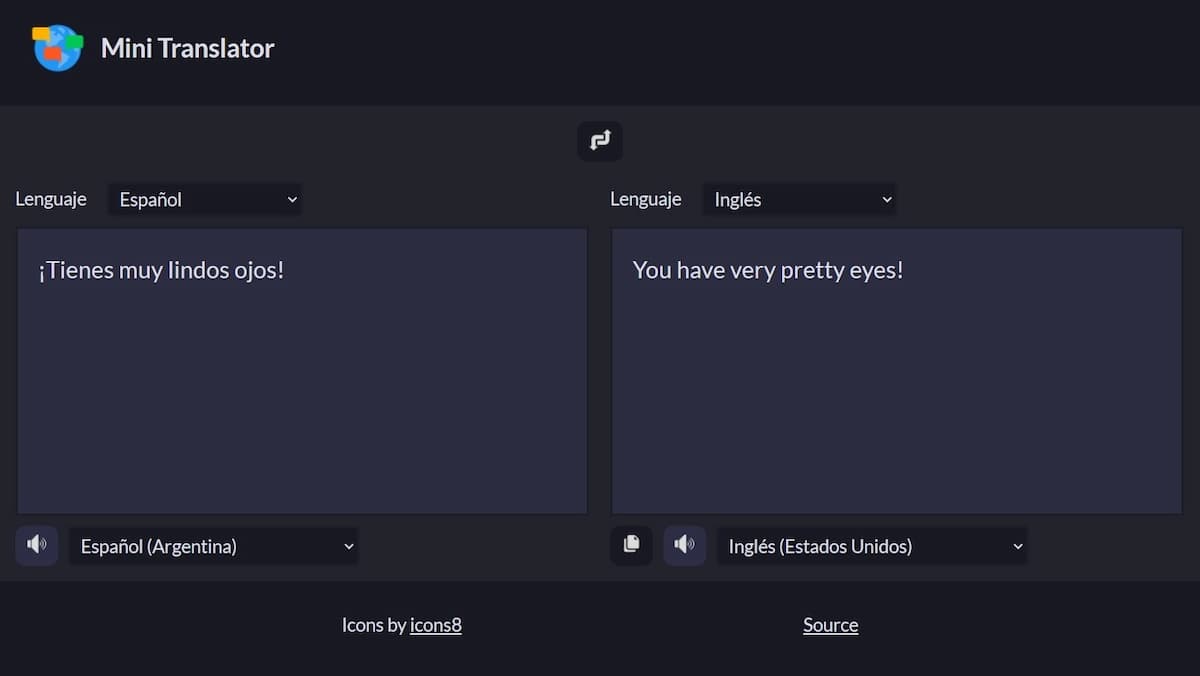 Mini Translator
Lenguaje
Español
¡Tienes muy lindos ojos!
Español (Argentina)
Lenguaje
Inglés
You have very pretty eyes!
Inglés (Estados Unidos)
Icons by icons8
Source